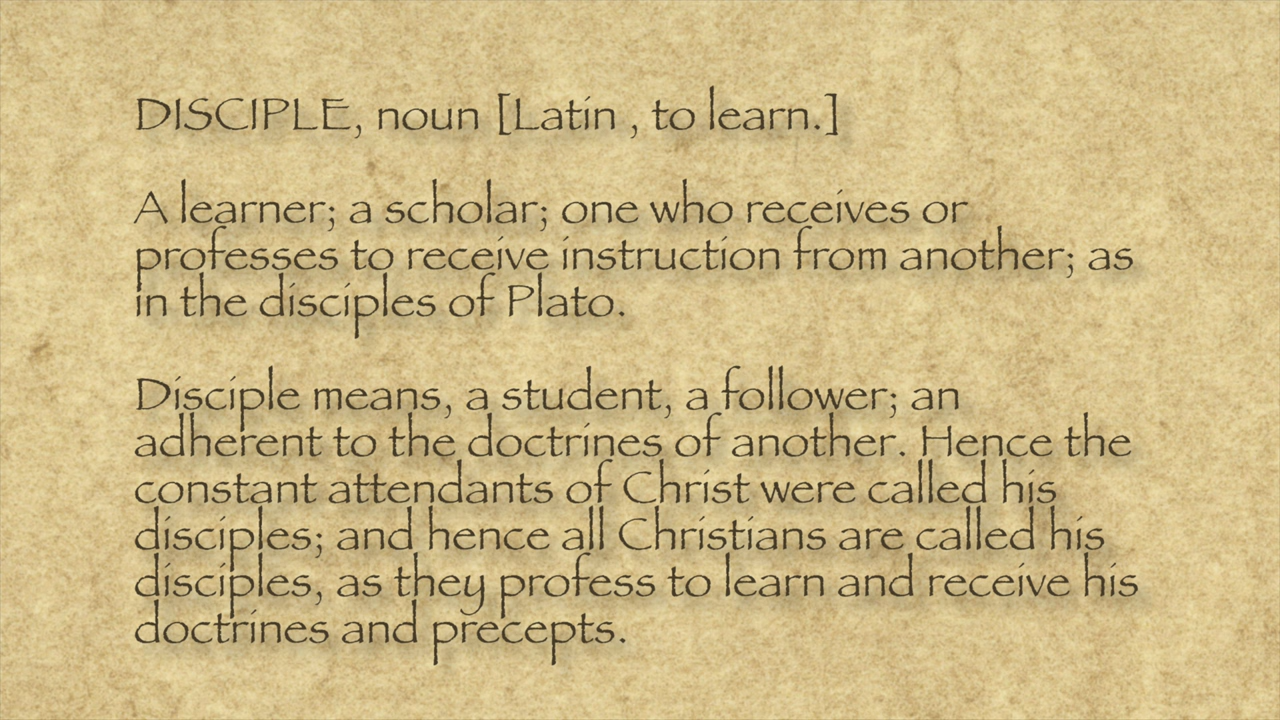 DISCIPLE, noun [Latin , to learn.]
A learner; a scholar; one who receives or
professes to receive instruction from another; as
in the disciples of Plato.
Disciple means, a student, a follower; an
adherent to the doctrines of another. Hence the
constant attendants of Christ were called his
disciples; and hence all Christians are called his
disciples, as they profess to learn and receive his
doctrines and precepts.